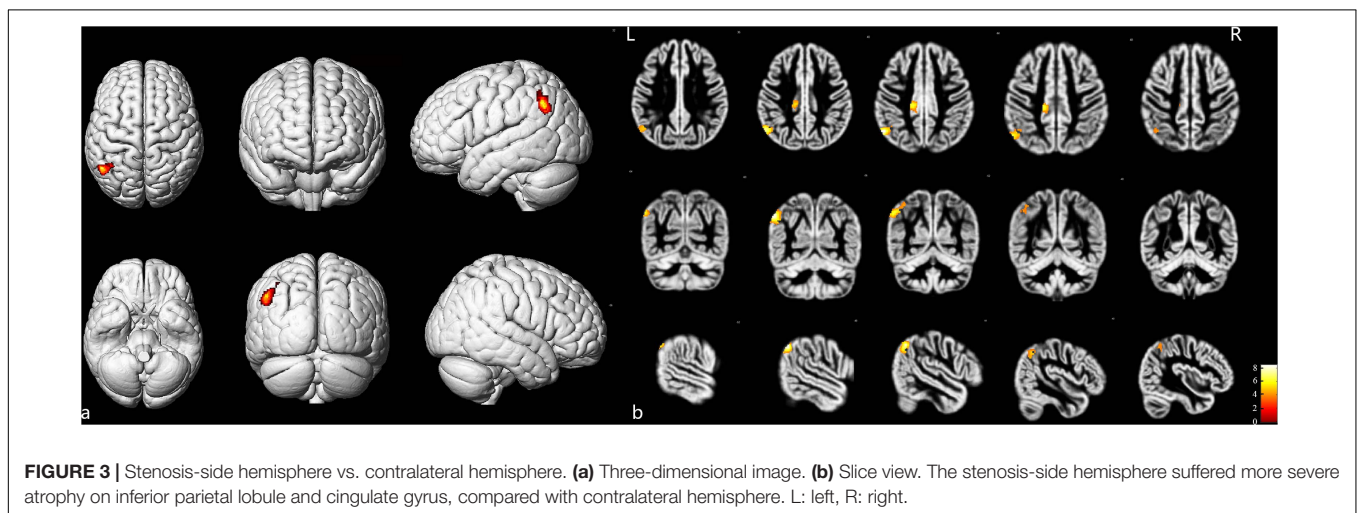 L
R
8
6
4
2
0
a
b
FIGURE 3 | Stenosis-side hemisphere vs. contralateral hemisphere. (a) Three-dimensional image. (b) Slice view. The stenosis-side hemisphere suffered more severe
atrophy on inferior parietal lobule and cingulate gyrus, compared with contralateral hemisphere. L: left, R: right.